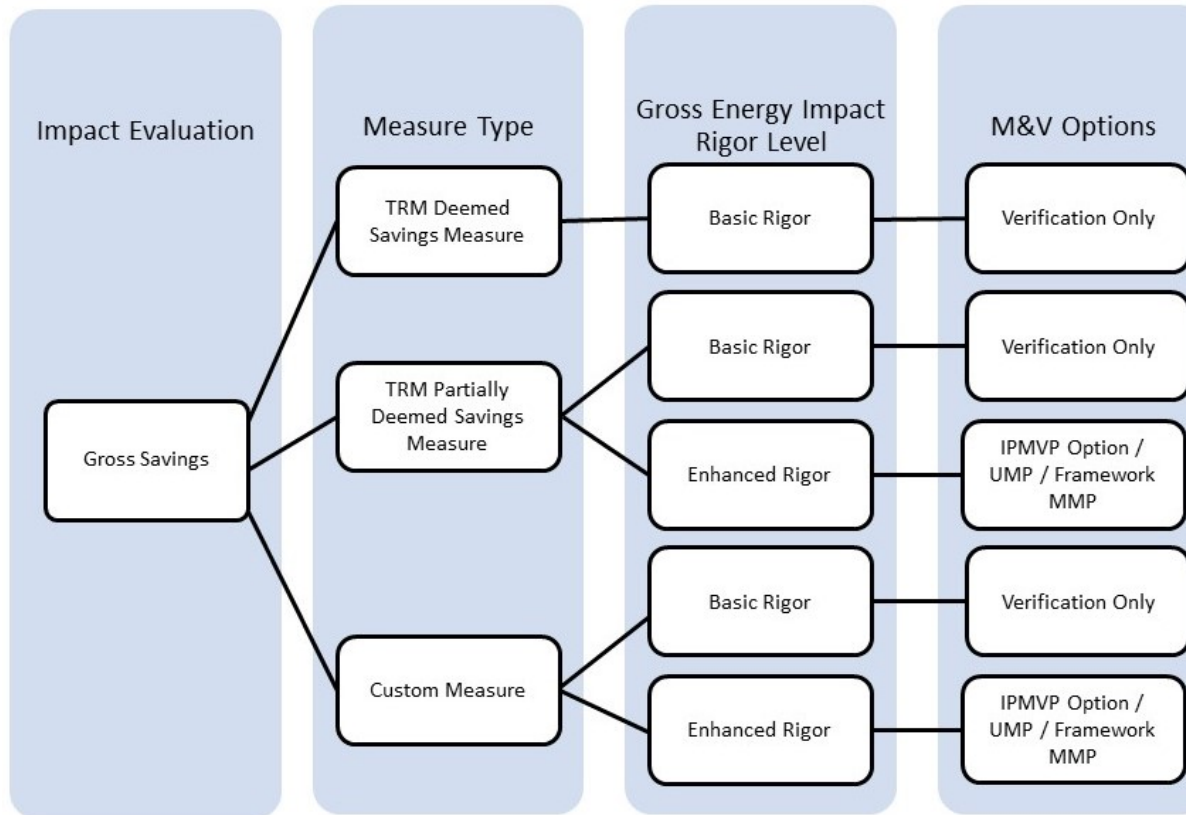 Impact Evaluation
Measure Type
Gross Energy Impact
Rigor Level
M&V Options
Gross Savings
TRM Deemed
Savings Measure
Basic Rigor
Verification Only
TRM Partially
Deemed Savings
Measure
Basic Rigor
Verification Only
Enhanced Rigor
IPMVP Option /
UMP / Framework
MMP
Custom Measure
Basic Rigor
Verification Only
Enhanced Rigor
IPMVP Option /
UMP / Framework
MMP